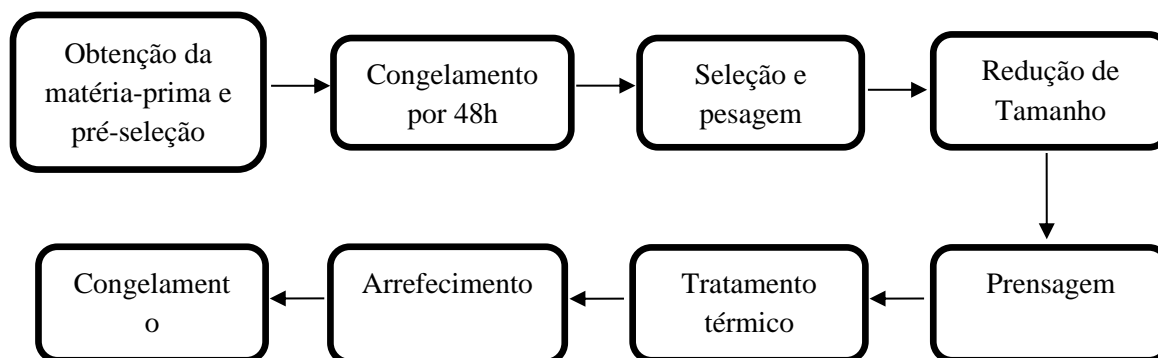 Obtenção da
matéria-prima e
pré-seleção
Congelamento
por 48h
Seleção e
pesagem
Redução de
Tamanho
Prensagem
Tratamento
térmico
Arrefecimento
Congelament
o